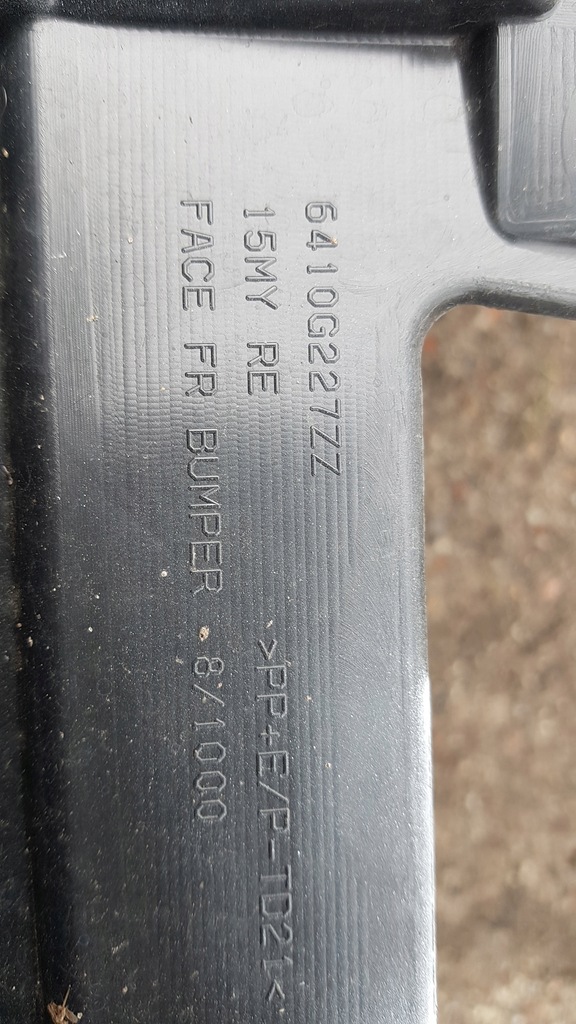 6410G227ZZ
15MY RE
FACE FR BUMPER 8/1000
>PP+E/P-TD21<